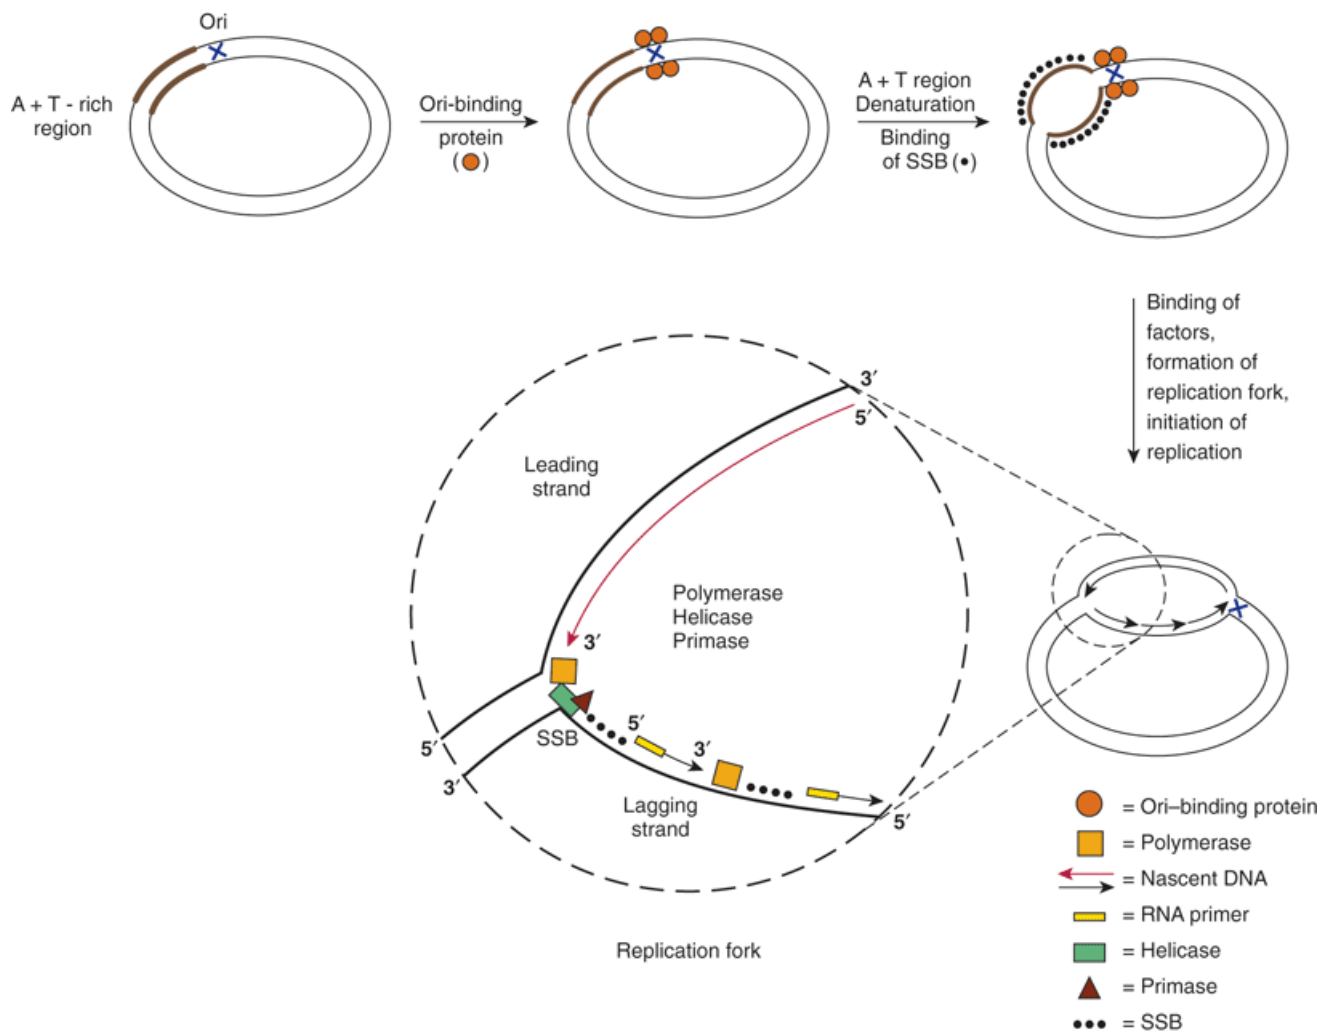 Ori
A + T - rich
region
Ori-binding
protein
( )
A + T region
Denaturation
Binding
of SSB (•)
Binding of
factors,
formation of
replication fork,
initiation of
replication
3′
5′
Leading
strand
Polymerase
Helicase
Primase
3′
5′
3′
SSB
5′
3′
Lagging
strand
5′
= Ori–binding protein
= Polymerase
= Nascent DNA
= RNA primer
= Helicase
= Primase
= SSB
Replication fork